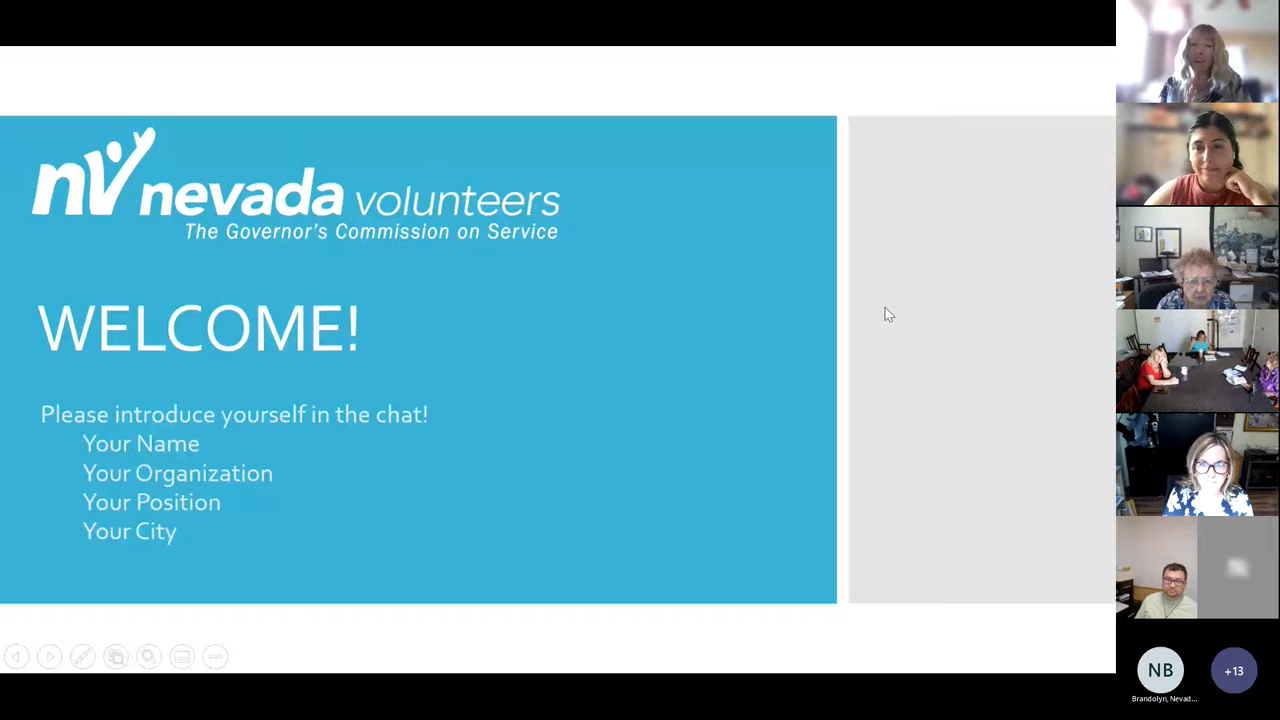 nv nevada volunteers
The Governor's Commission on Service
WELCOME!
Please introduce yourself in the chat!
Your Name
Your Organization
Your Position
Your City
NB
+13
Brandolyn, Nevad...